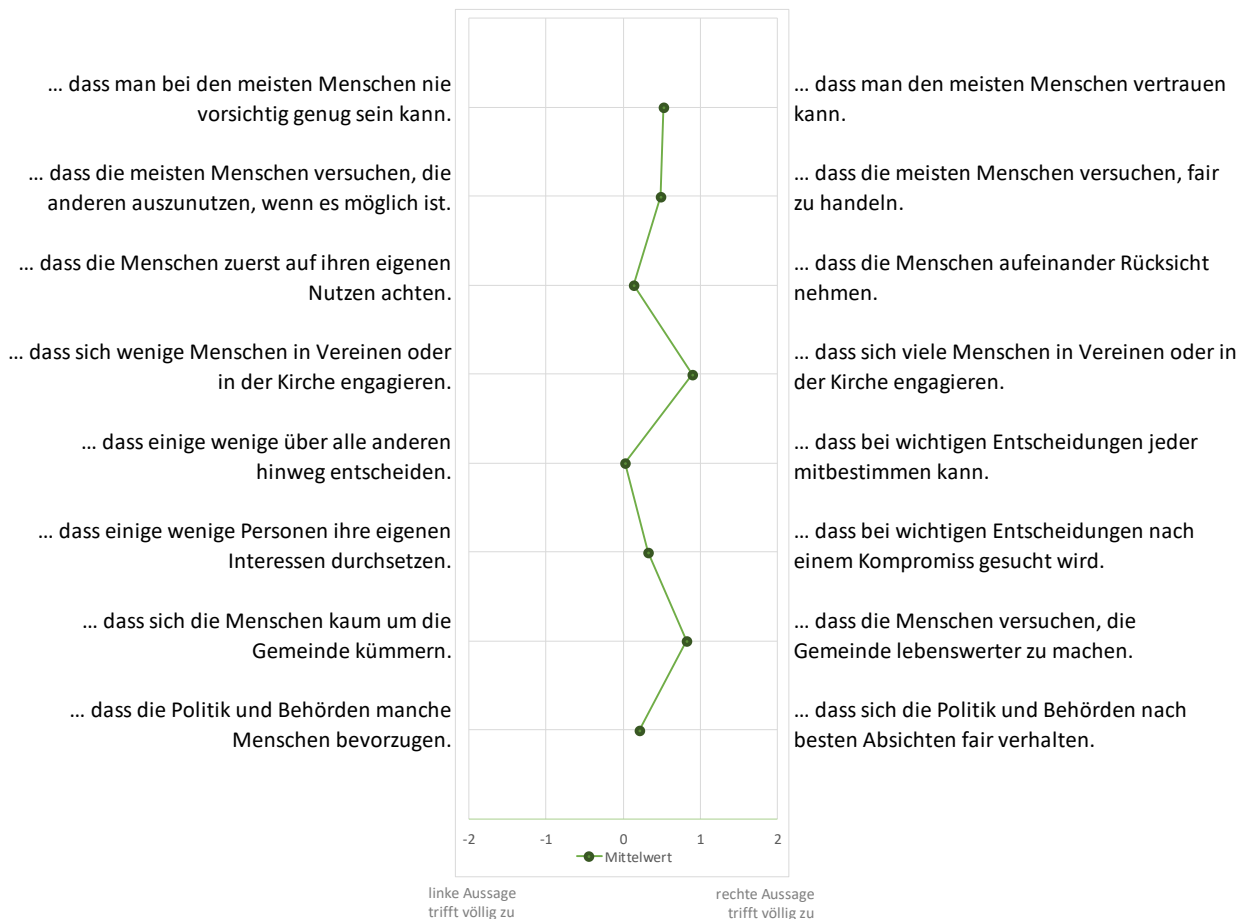 ... dass man bei den meisten Menschen nie
vorsichtig genug sein kann.
... dass man den meisten Menschen vertrauen
kann.
... dass die meisten Menschen versuchen, die
anderen auszunutzen, wenn es möglich ist.
... dass die meisten Menschen versuchen, fair
zu handeln.
... dass die Menschen zuerst auf ihren eigenen
Nutzen achten.
... dass die Menschen aufeinander Rücksicht
nehmen.
... dass sich wenige Menschen in Vereinen oder
in der Kirche engagieren.
... dass sich viele Menschen in Vereinen oder in
der Kirche engagieren.
... dass einige wenige über alle anderen
hinweg entscheiden.
... dass bei wichtigen Entscheidungen jeder
mitbestimmen kann.
... dass einige wenige Personen ihre eigenen
Interessen durchsetzen.
... dass bei wichtigen Entscheidungen nach
einem Kompromiss gesucht wird.
... dass sich die Menschen kaum um die
Gemeinde kümmern.
... dass die Menschen versuchen, die
Gemeinde lebenswerter zu machen.
... dass die Politik und Behörden manche
Menschen bevorzugen.
... dass sich die Politik und Behörden nach
besten Absichten fair verhalten.
-2 -1 0 1 2
Mittelwert
linke Aussage
trifft völlig zu
rechte Aussage
trifft völlig zu